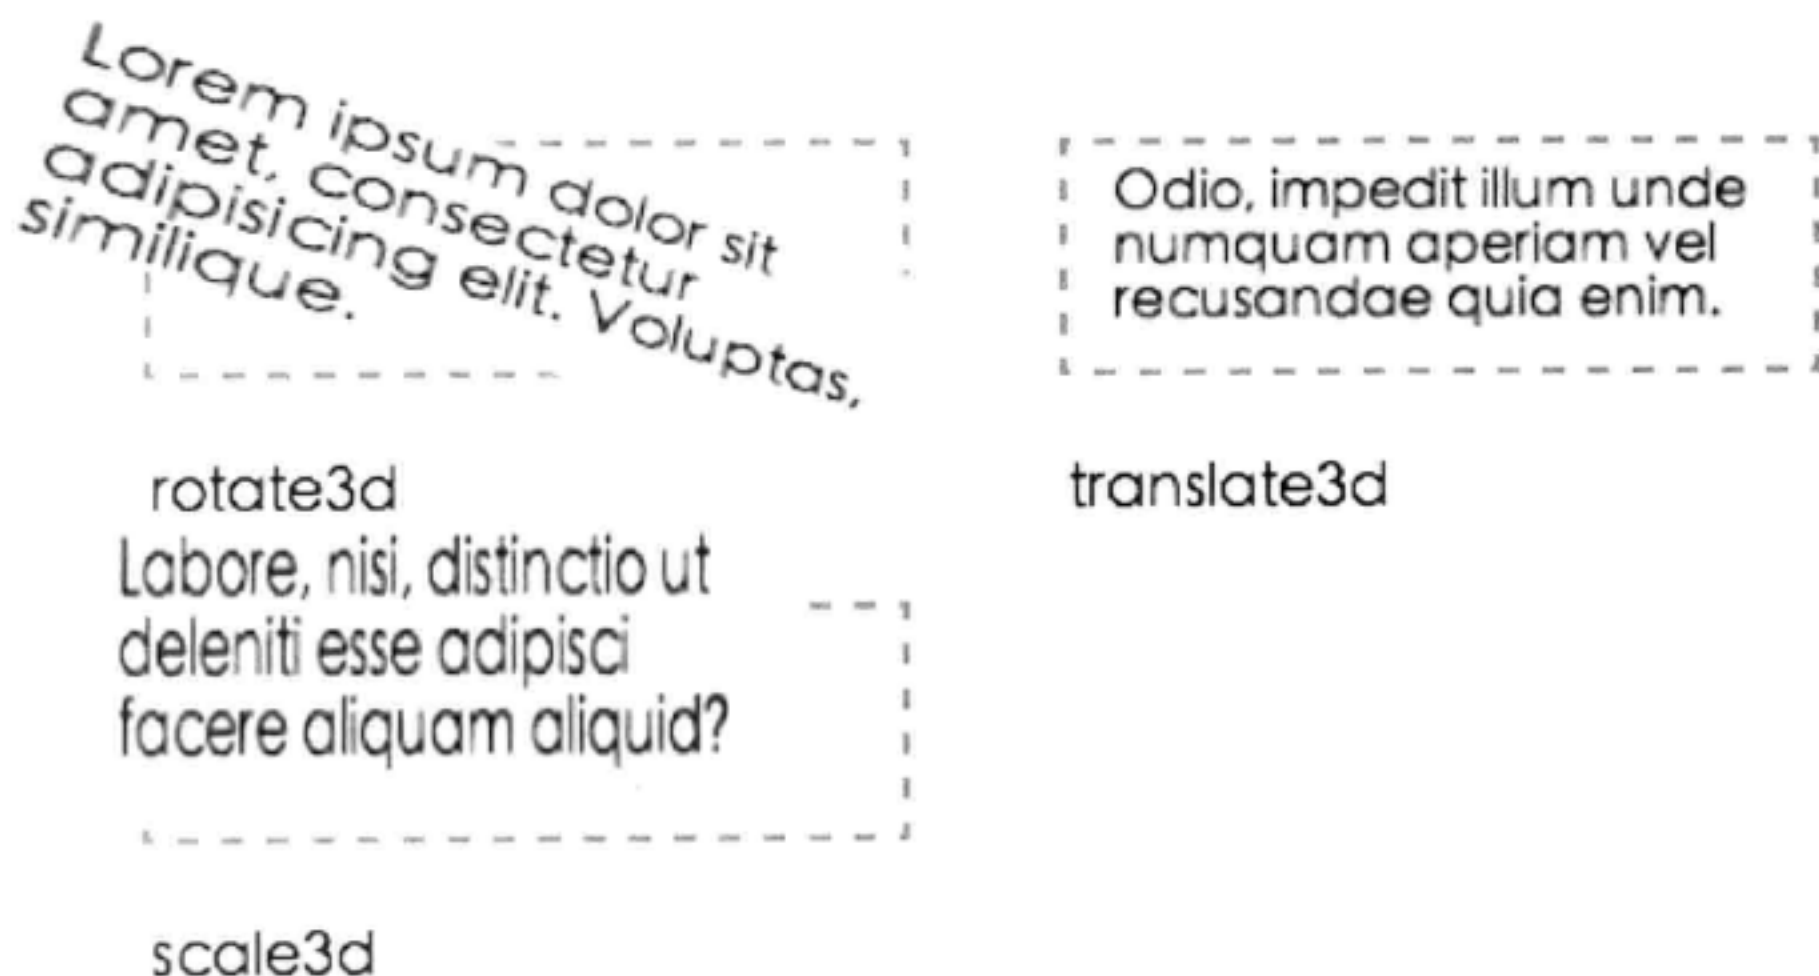 Lorem ipsum dolor sit
amet, consectetur
adipisicing elit. Voluptas,
similique.
rotate3d
Odio, impedit illum unde
numquam aperiam vel
recusandae quia enim.
translate3d
Labore, nisi, distinctio ut
deleniti esse adipisci
facere aliquam aliquid?
scale3d